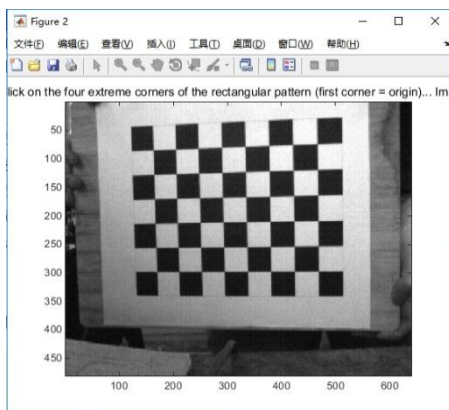 Figure 2
文件(F) 编辑(E) 查看(V) 插入(I) 工具(T) 桌面(D) 窗口(W) 帮助(H)
lick on the four extreme corners of the rectangular pattern (first corner = origin)... Im
50
100
150
200
250
300
350
400
450
100 200 300 400 500 600